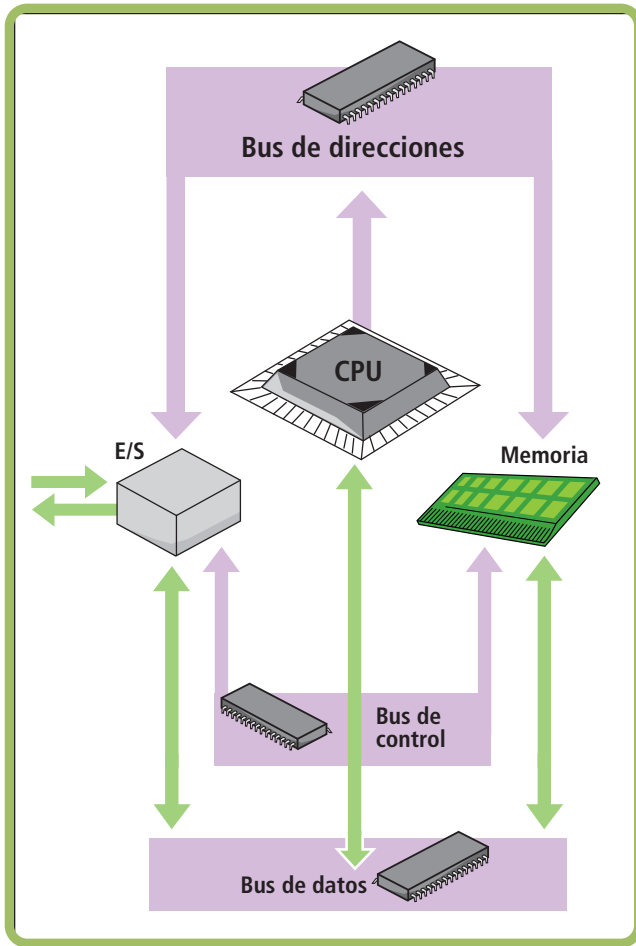 Bus de direcciones
CPU
E/S
Memoria
Bus de
control
Bus de datos